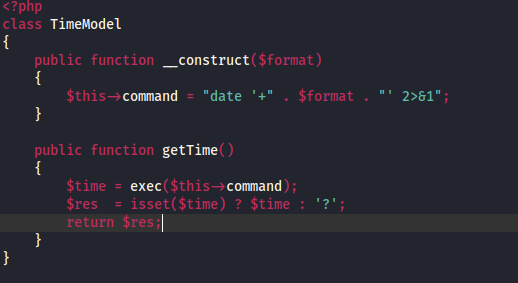 <?php
class TimeModel
{
    public function __construct($format)
    {
        $this->command = "date '+" . $format . "' 2>&1";
    }

    public function getTime()
    {
        $time = exec($this->command);
        $res  = isset($time) ? $time : '?';
        return $res;
    }
}